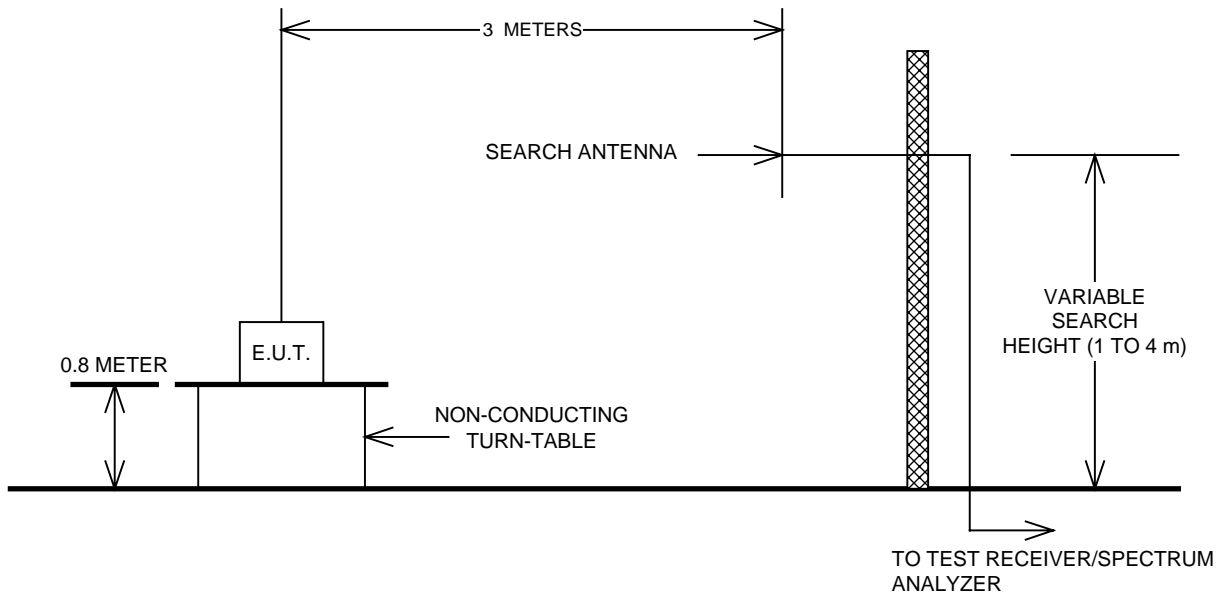 3 METERS
SEARCH ANTENNA
VARIABLE
SEARCH
HEIGHT (1 TO 4 m)
E.U.T.
0.8 METER
NON-CONDUCTING
TURN-TABLE
TO TEST RECEIVER/SPECTRUM
ANALYZER